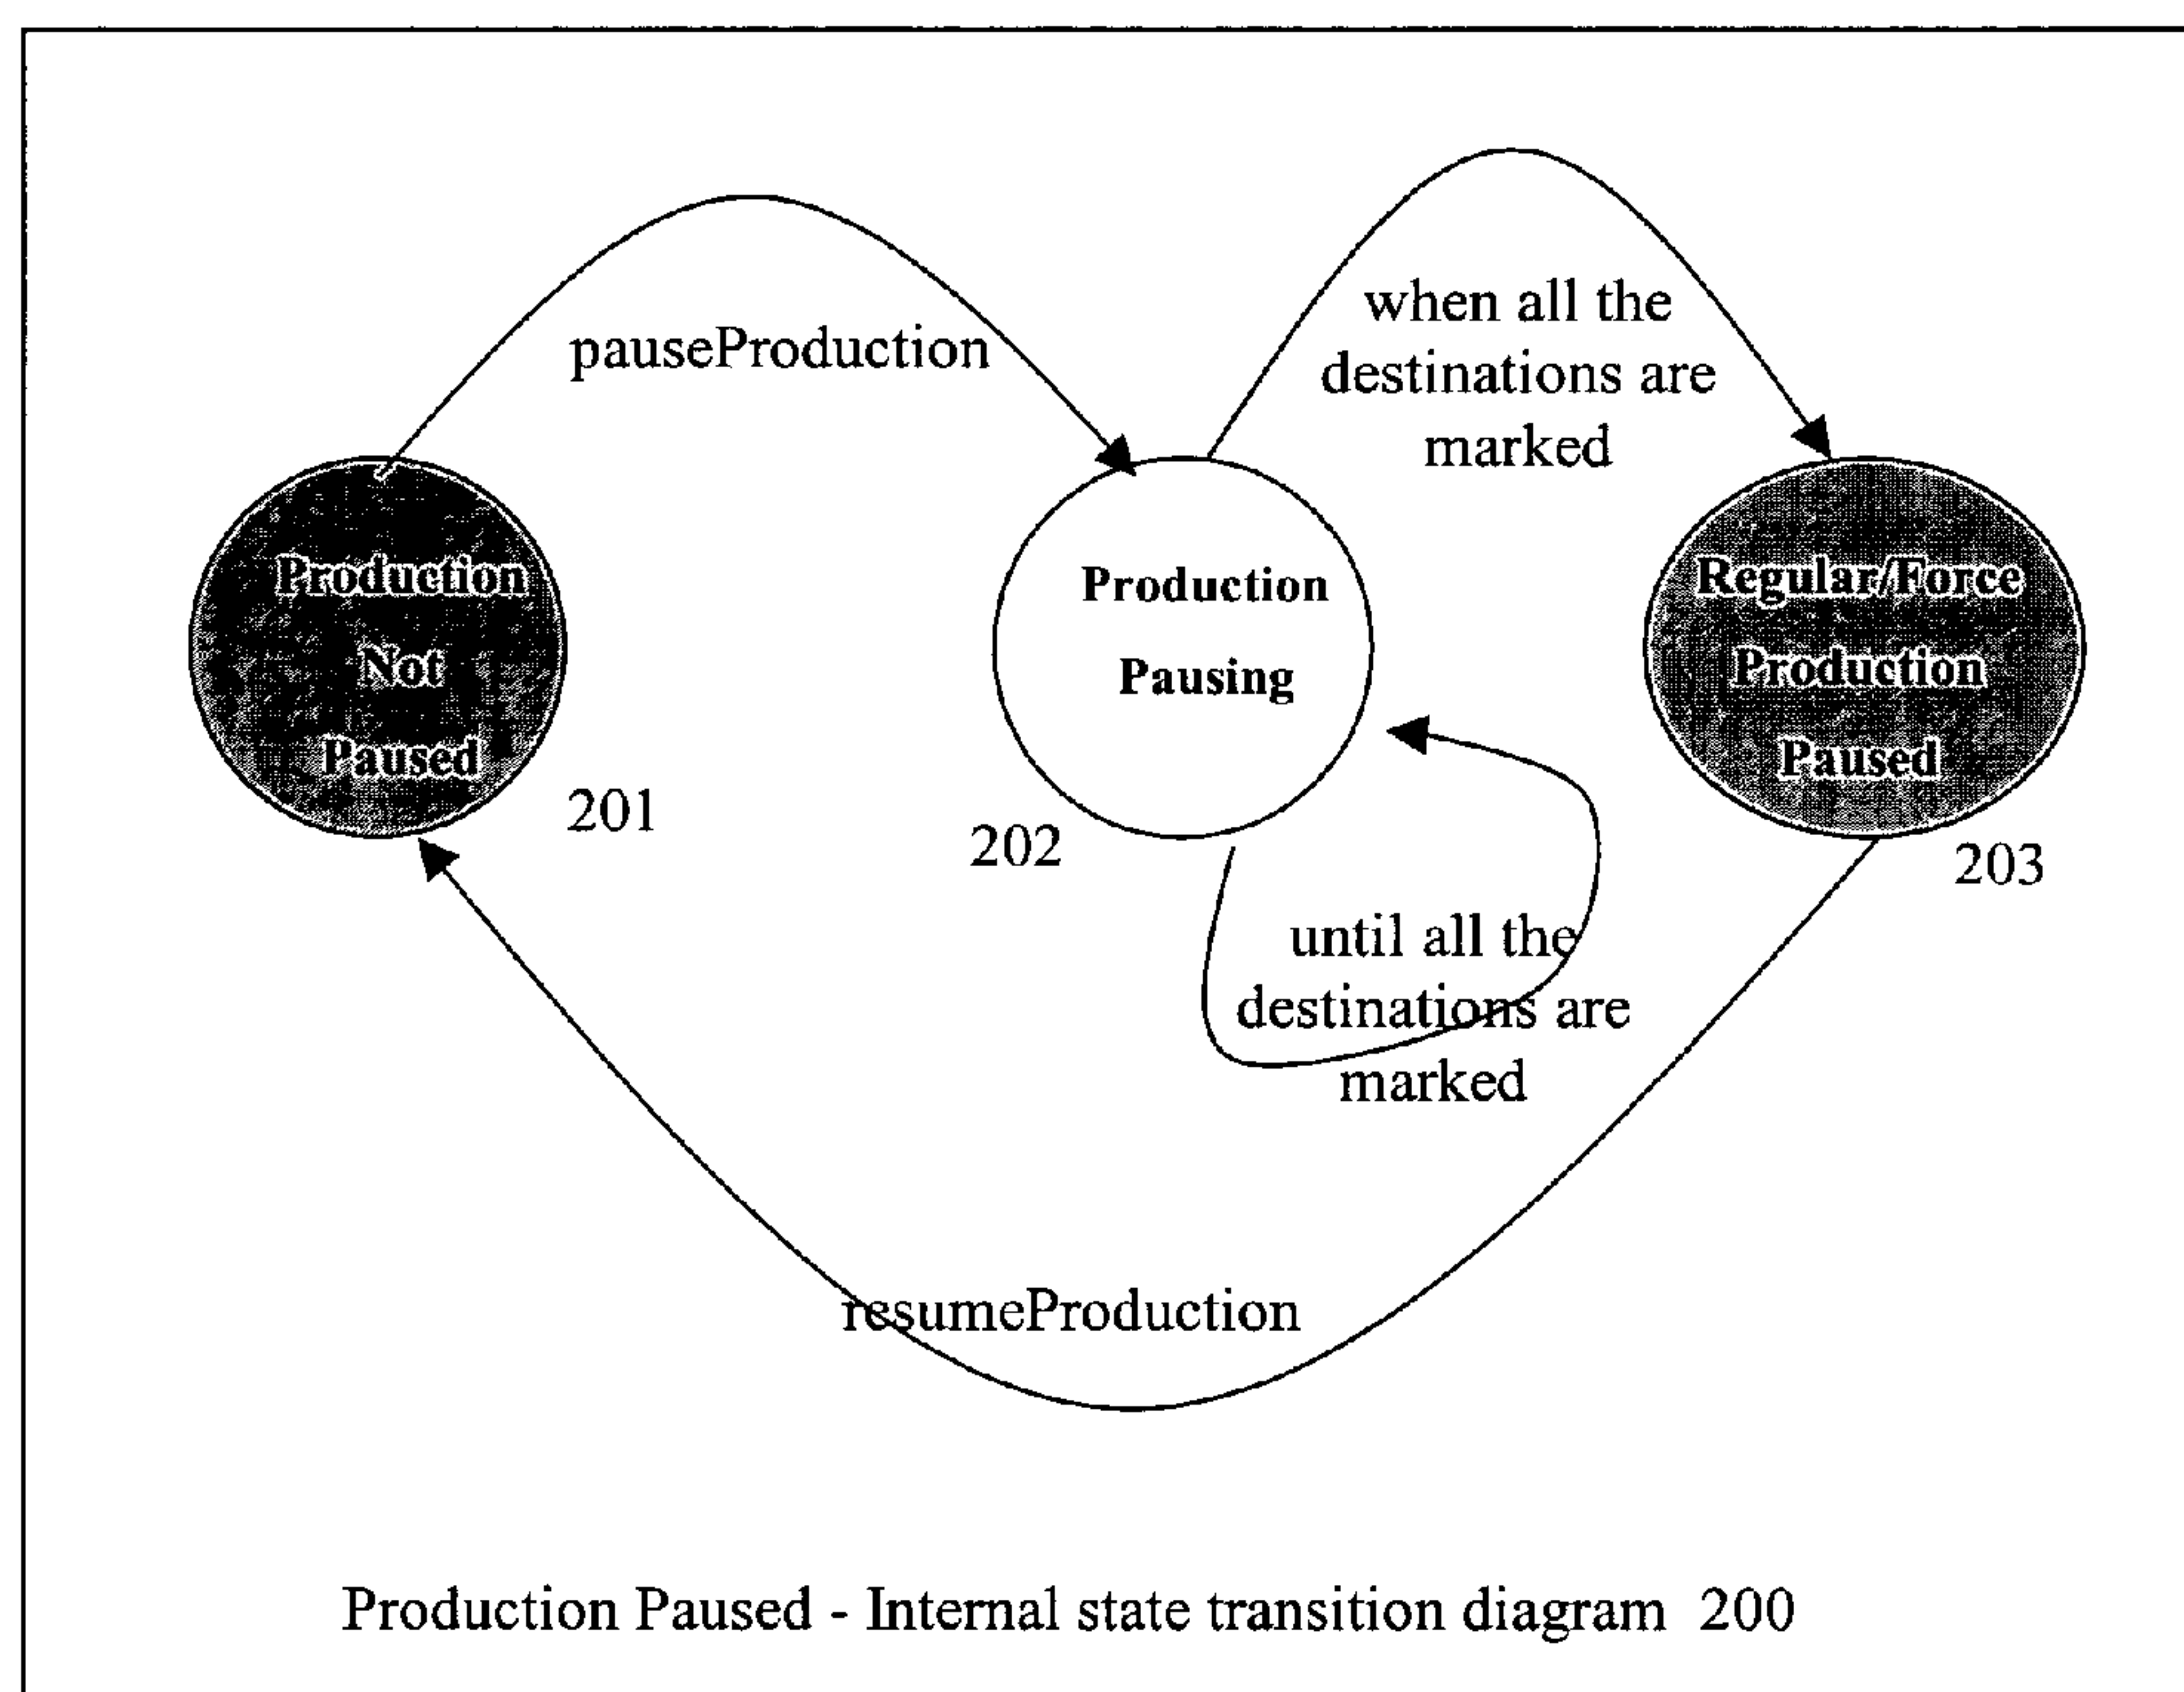 pauseProduction
when all the
destinations are
marked
Production
Not
Paused
201
Production
Pausing
202
Regular/Force
Production
Paused
203
until all the
destinations are
marked
resumeProduction
Production Paused - Internal state transition diagram 200